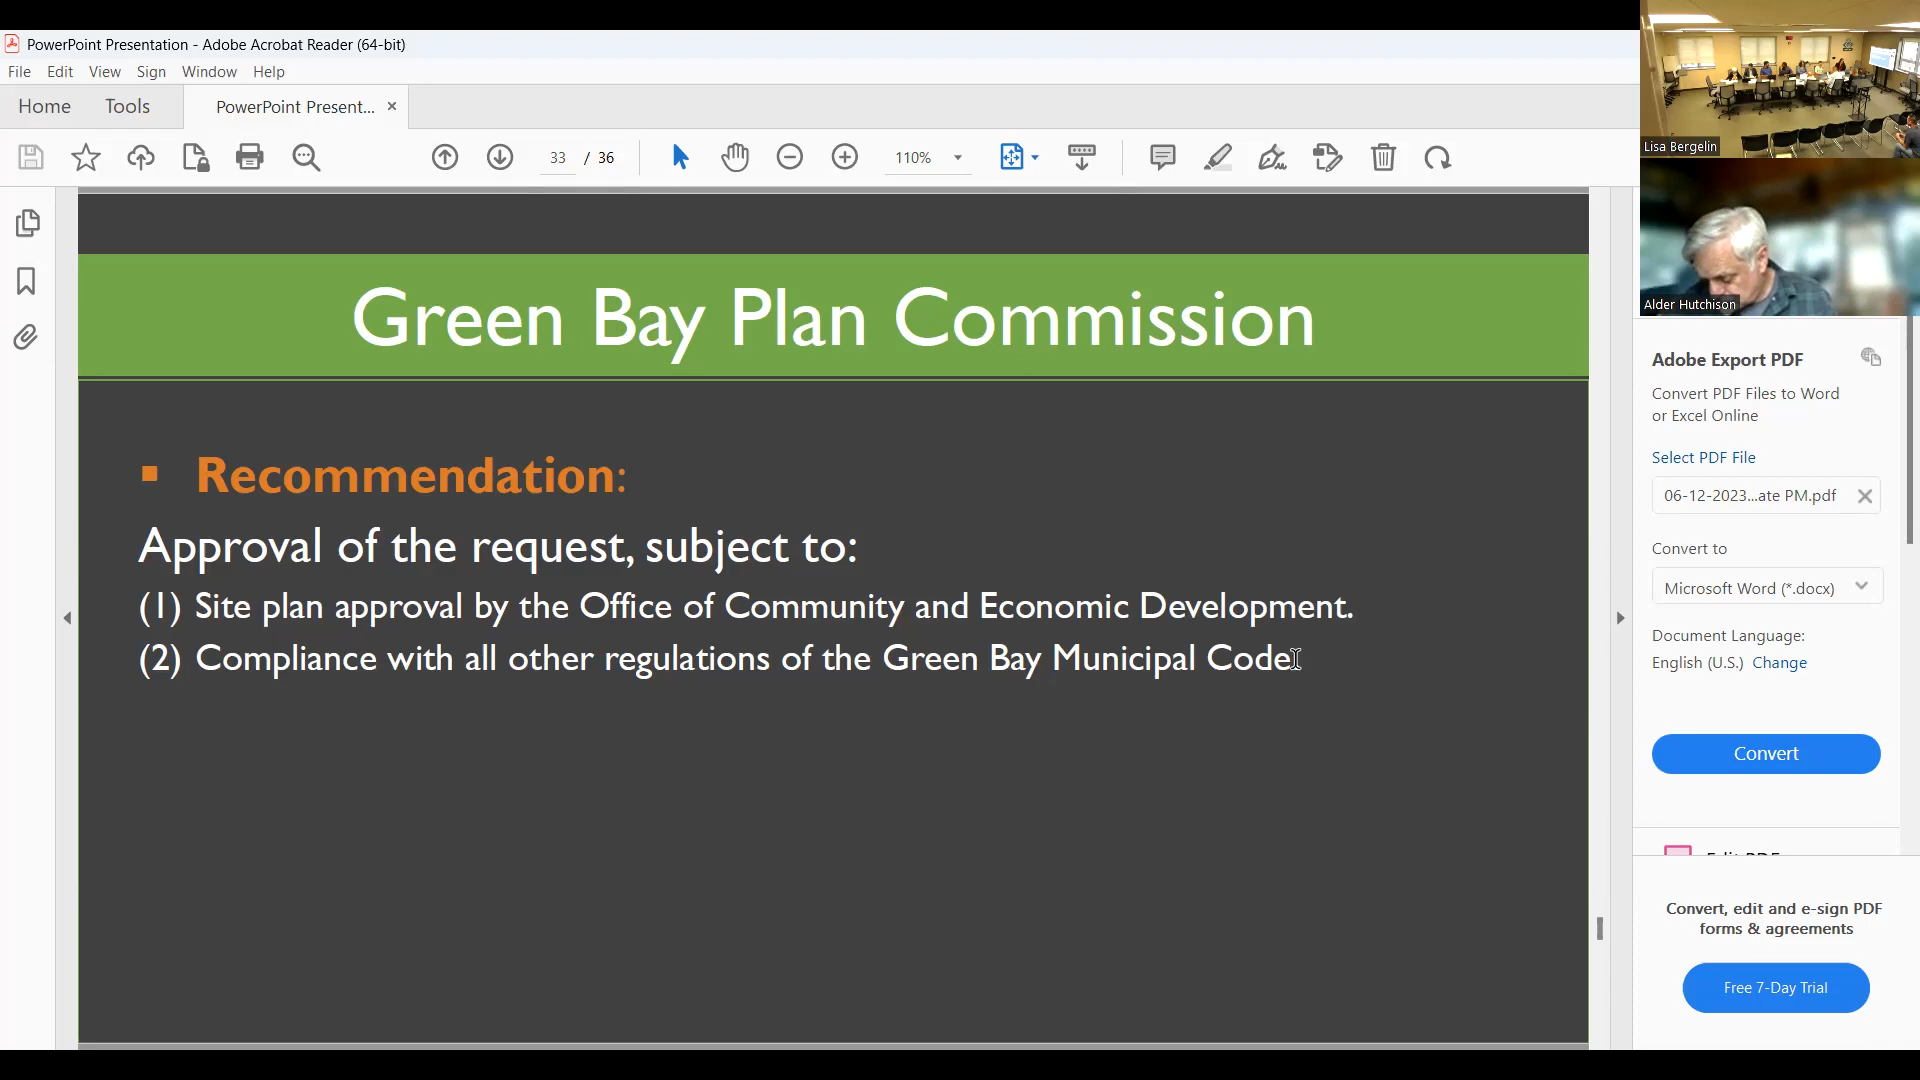 PowerPoint Presentation - Adobe Acrobat Reader (64-bit)
File Edit View Sign Window Help
Home Tools PowerPoint Present... ×
33 / 36 110%
Green Bay Plan Commission
Recommendation:
Approval of the request, subject to:
(1) Site plan approval by the Office of Community and Economic Development.
(2) Compliance with all other regulations of the Green Bay Municipal Code.
Lisa Bergelin
Alder Hutchison
Adobe Export PDF
Convert PDF Files to Word
or Excel Online
Select PDF File
06-12-2023...ate PM.pdf
Convert to
Microsoft Word (*.docx)
Document Language:
English (U.S.) Change
Convert
Edit PDF
Convert, edit and e-sign PDF
forms & agreements
Free 7-Day Trial